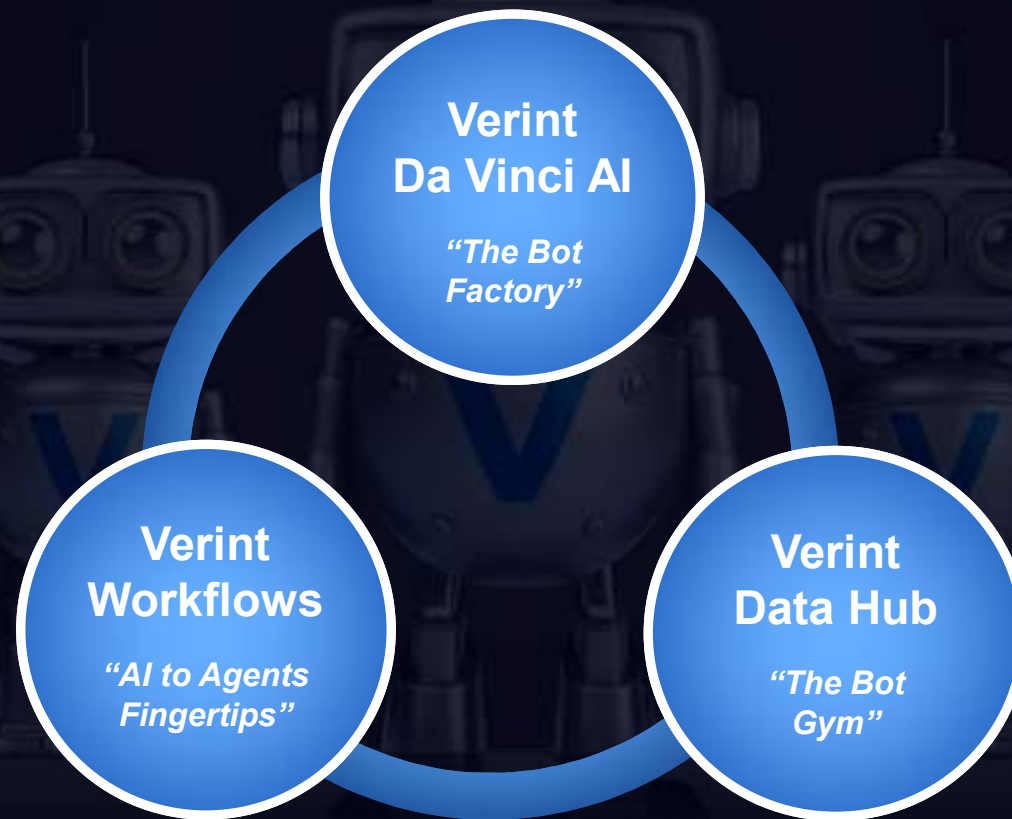 Verint
Da Vinci AI
“The Bot
Factory”
Verint
Workflows
“AI to Agents
Fingertips”
Verint
Data Hub
“The Bot
Gym”
V
V
V